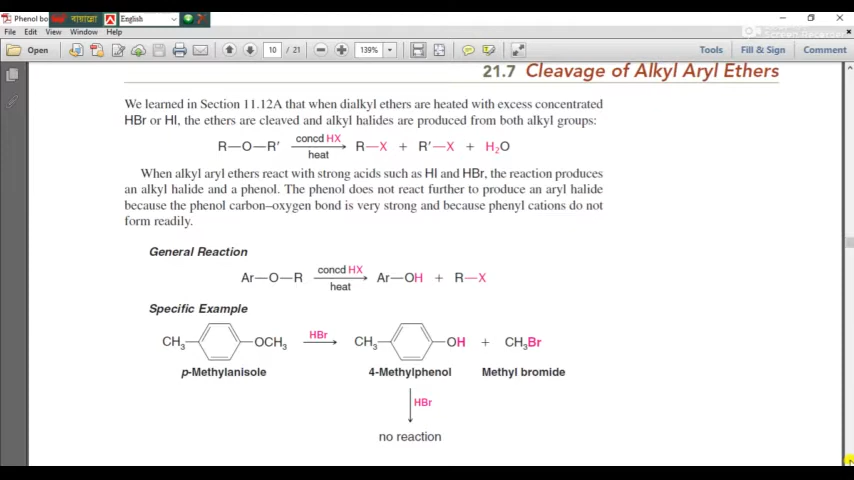 Phenol bo
বায়ান্নো
English
File Edit View Window Help
Open
10 / 21
139%
Tools Fill & Sign Comment
21.7 Cleavage of Alkyl Aryl Ethers
We learned in Section 11.12A that when dialkyl ethers are heated with excess concentrated
HBr or HI, the ethers are cleaved and alkyl halides are produced from both alkyl groups:
R—O—R′ concd HX heat R—X + R′—X + H₂O
When alkyl aryl ethers react with strong acids such as HI and HBr, the reaction produces
an alkyl halide and a phenol. The phenol does not react further to produce an aryl halide
because the phenol carbon–oxygen bond is very strong and because phenyl cations do not
form readily.
General Reaction
Ar—O—R concd HX heat Ar—OH + R—X
Specific Example
CH₃ OCH₃ HBr CH₃ OH + CH₃Br
p-Methylanisole 4-Methylphenol Methyl bromide
HBr
no reaction